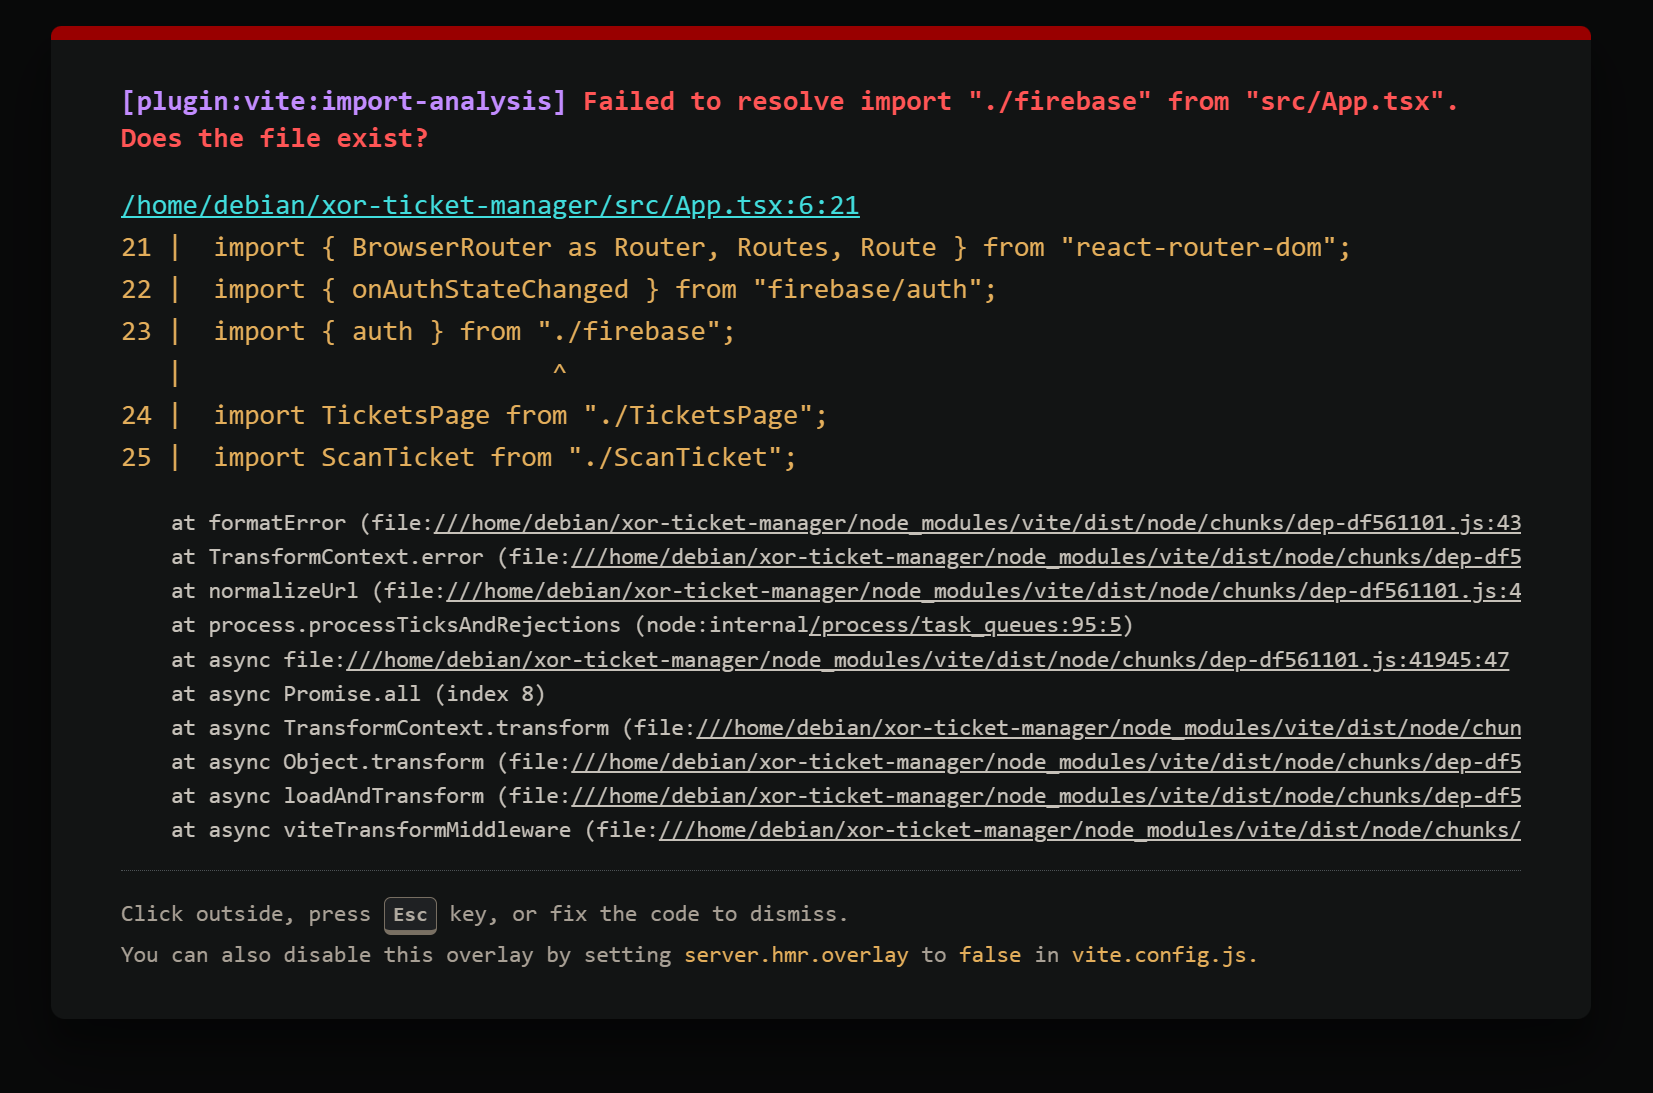 [plugin:vite:import-analysis] Failed to resolve import "./firebase" from "src/App.tsx".
Does the file exist?
/home/debian/xor-ticket-manager/src/App.tsx:6:21
21 |  import { BrowserRouter as Router, Routes, Route } from "react-router-dom";
22 |  import { onAuthStateChanged } from "firebase/auth";
23 |  import { auth } from "./firebase";
   |                        ^
24 |  import TicketsPage from "./TicketsPage";
25 |  import ScanTicket from "./ScanTicket";
    at formatError (file:///home/debian/xor-ticket-manager/node_modules/vite/dist/node/chunks/dep-df561101.js:43
    at TransformContext.error (file:///home/debian/xor-ticket-manager/node_modules/vite/dist/node/chunks/dep-df5
    at normalizeUrl (file:///home/debian/xor-ticket-manager/node_modules/vite/dist/node/chunks/dep-df561101.js:4
    at process.processTicksAndRejections (node:internal/process/task_queues:95:5)
    at async file:///home/debian/xor-ticket-manager/node_modules/vite/dist/node/chunks/dep-df561101.js:41945:47
    at async Promise.all (index 8)
    at async TransformContext.transform (file:///home/debian/xor-ticket-manager/node_modules/vite/dist/node/chun
    at async Object.transform (file:///home/debian/xor-ticket-manager/node_modules/vite/dist/node/chunks/dep-df5
    at async loadAndTransform (file:///home/debian/xor-ticket-manager/node_modules/vite/dist/node/chunks/dep-df5
    at async viteTransformMiddleware (file:///home/debian/xor-ticket-manager/node_modules/vite/dist/node/chunks/
Click outside, press Esc key, or fix the code to dismiss.
You can also disable this overlay by setting server.hmr.overlay to false in vite.config.js.